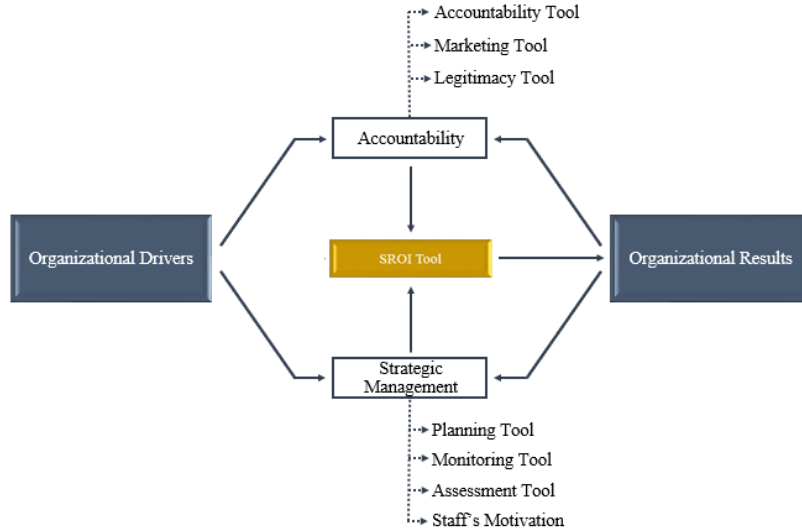 Accountability Tool
Marketing Tool
Legitimacy Tool
Accountability
Organizational Drivers
SROI Tool
Organizational Results
Strategic
Management
Planning Tool
Monitoring Tool
Assessment Tool
Staff's Motivation